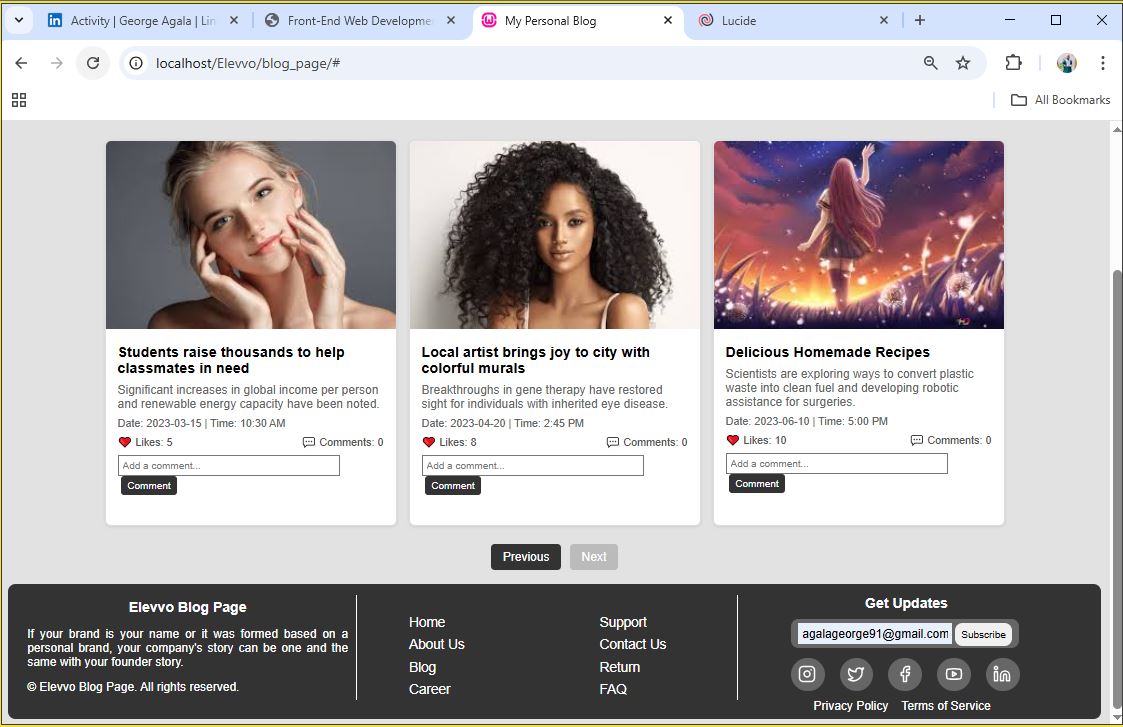 Activity | George Agala | Lin
Front-End Web Developme
My Personal Blog
Lucide
localhost/Elevvo/blog_page/#
All Bookmarks
Students raise thousands to help
classmates in need
Significant increases in global income per person
and renewable energy capacity have been noted.
Date: 2023-03-15 | Time: 10:30 AM
Likes: 5
Comments: 0
Add a comment...
Comment
Local artist brings joy to city with
colorful murals
Breakthroughs in gene therapy have restored
sight for individuals with inherited eye disease.
Date: 2023-04-20 | Time: 2:45 PM
Likes: 8
Comments: 0
Add a comment...
Comment
Delicious Homemade Recipes
Scientists are exploring ways to convert plastic
waste into clean fuel and developing robotic
assistance for surgeries.
Date: 2023-06-10 | Time: 5:00 PM
Likes: 10
Comments: 0
Add a comment...
Comment
Previous
Next
Elevvo Blog Page
If your brand is your name or it was formed based on a
personal brand, your company's story can be one and the
same with your founder story.
© Elevvo Blog Page. All rights reserved.
Home
About Us
Blog
Career
Support
Contact Us
Return
FAQ
Get Updates
agalageorge91@gmail.com
Subscribe
Privacy Policy
Terms of Service